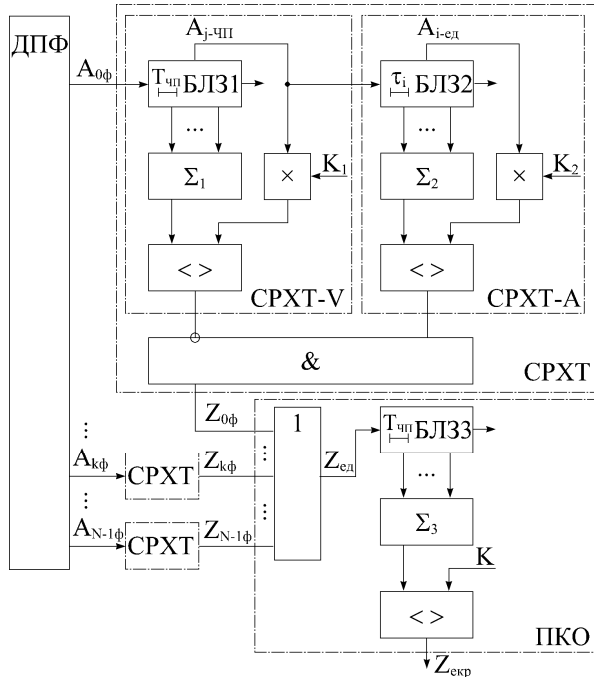 ДПФ
A0ф
Aj-ЧП
Tчп БЛЗ1
...
Σ1
×
K1
< >
СРХТ-V
Ai-ед
τi БЛЗ2
...
Σ2
×
K2
< >
СРХТ-А
&
СРХТ
Z0ф
...
Akф
СРХТ
Zkф
...
AN-1ф
СРХТ
ZN-1ф
...
...
1
Zед
Tчп БЛЗ3
...
Σ3
K
< >
ПКО
Zекр